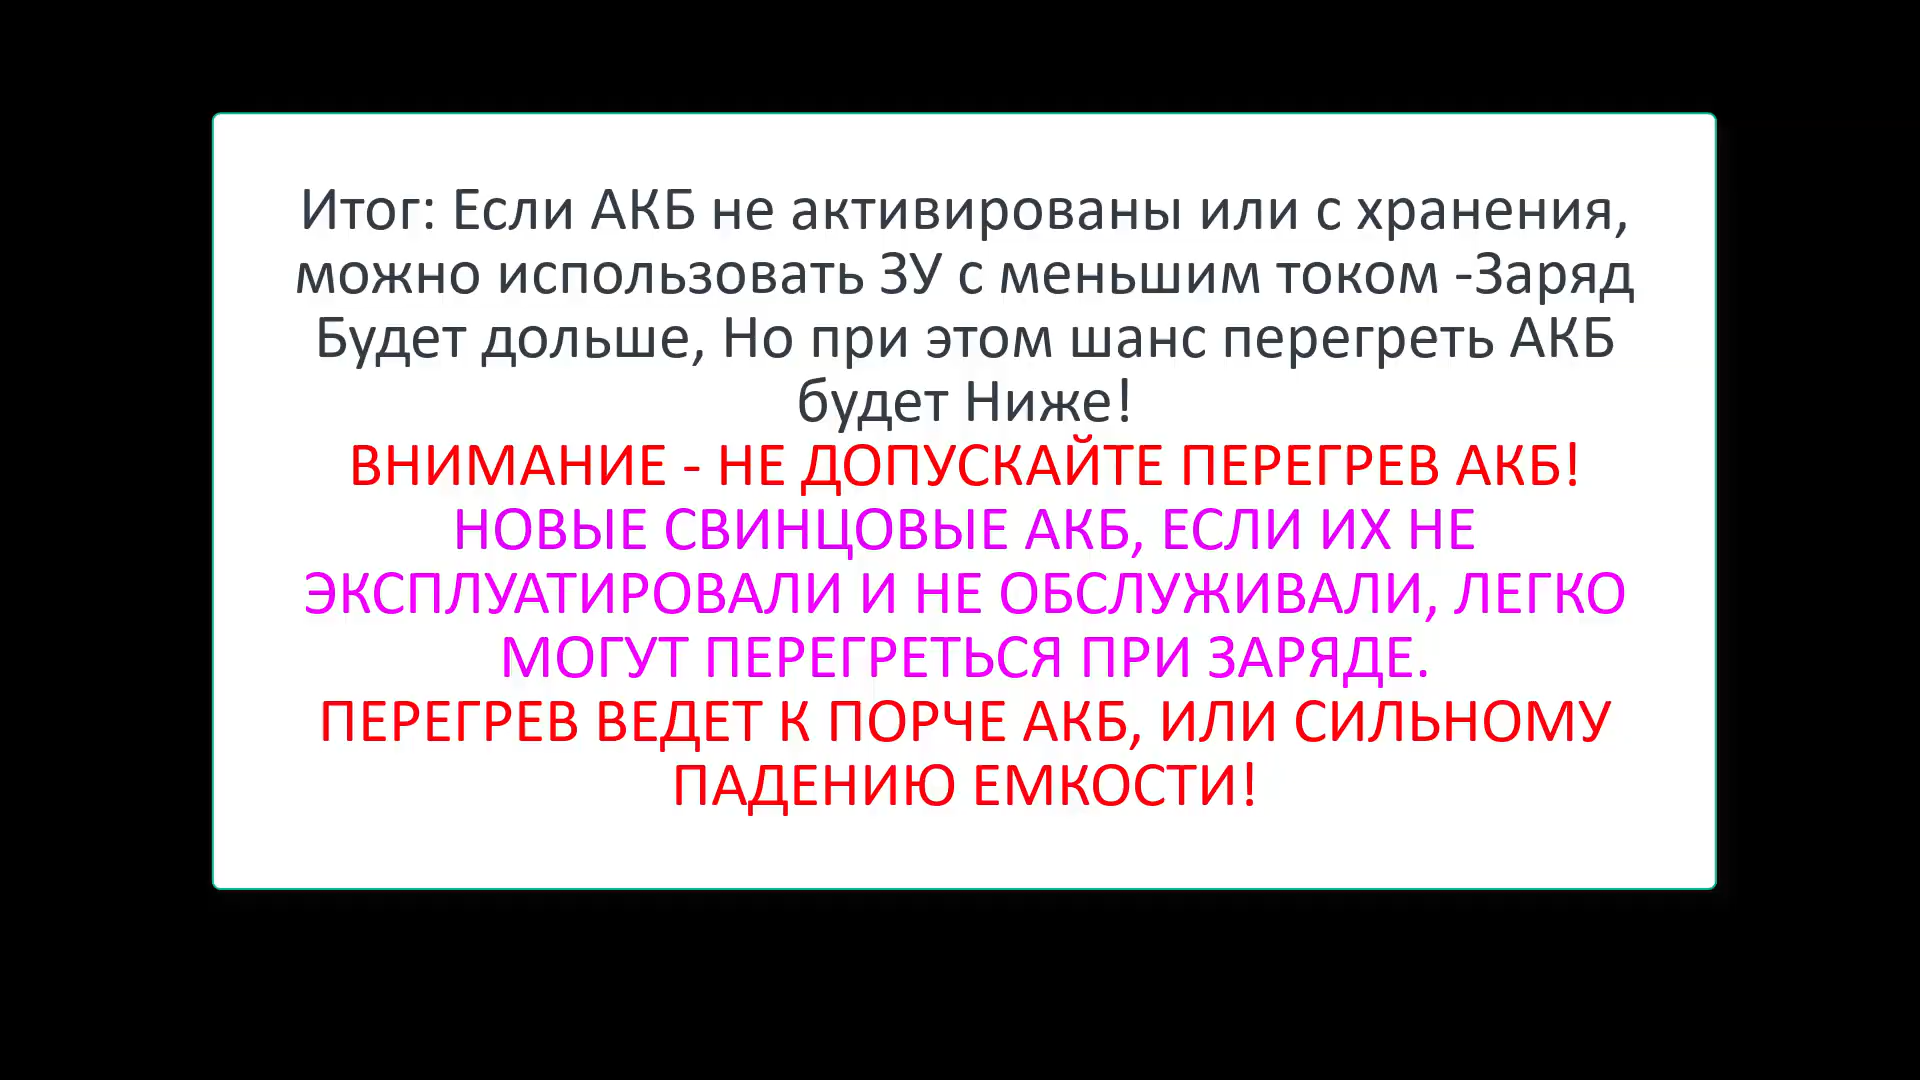 Итог: Если АКБ не активированы или с хранения,
можно использовать ЗУ с меньшим током -Заряд
Будет дольше, Но при этом шанс перегреть АКБ
будет Ниже!
ВНИМАНИЕ - НЕ ДОПУСКАЙТЕ ПЕРЕГРЕВ АКБ!
НОВЫЕ СВИНЦОВЫЕ АКБ, ЕСЛИ ИХ НЕ
ЭКСПЛУАТИРОВАЛИ И НЕ ОБСЛУЖИВАЛИ, ЛЕГКО
МОГУТ ПЕРЕГРЕТЬСЯ ПРИ ЗАРЯДЕ.
ПЕРЕГРЕВ ВЕДЕТ К ПОРЧЕ АКБ, ИЛИ СИЛЬНОМУ
ПАДЕНИЮ ЕМКОСТИ!